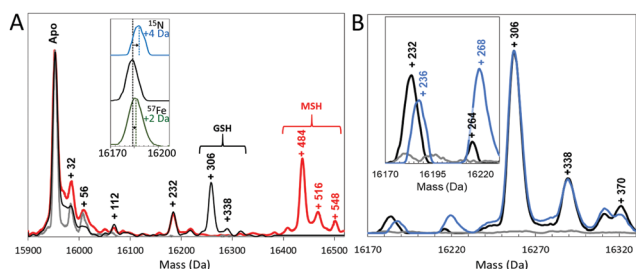 A
Apo
15N
+4 Da
57Fe
+2 Da
16170 16200
Mass (Da)
+ 32
+ 56
+ 112
+ 232
GSH
+ 306
+338
MSH
+ 484
+ 516
+ 548
15900 16000 16100 16200 16300 16400 16500
Mass (Da)
B
+ 232
+ 236
+ 268
+ 264
16170 16195 16220
Mass (Da)
+ 306
+338
+ 370
16170 16220 16270 16320
Mass (Da)